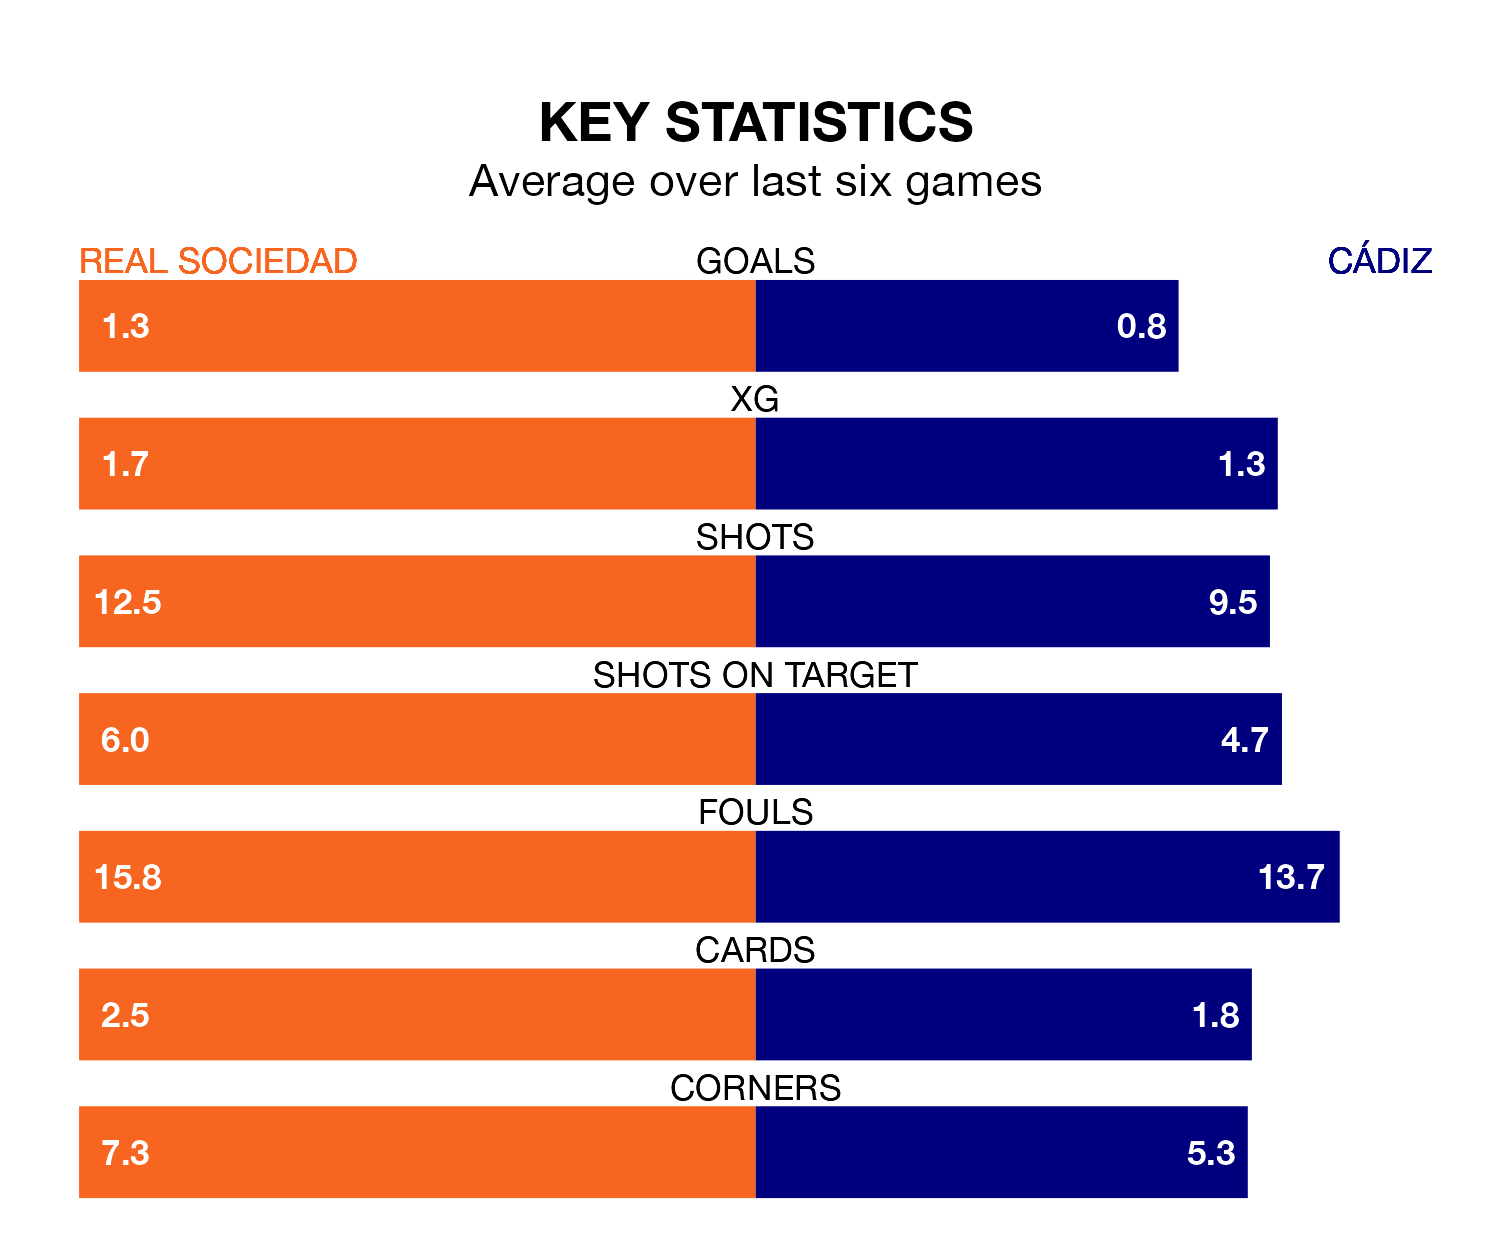 KEY STATISTICS
Average over last six games
REAL SOCIEDAD GOALS CÁDIZ
1.3 0.8
XG
1.7 1.3
SHOTS
12.5 9.5
SHOTS ON TARGET
6.0 4.7
FOULS
15.8 13.7
CARDS
2.5 1.8
CORNERS
7.3 5.3